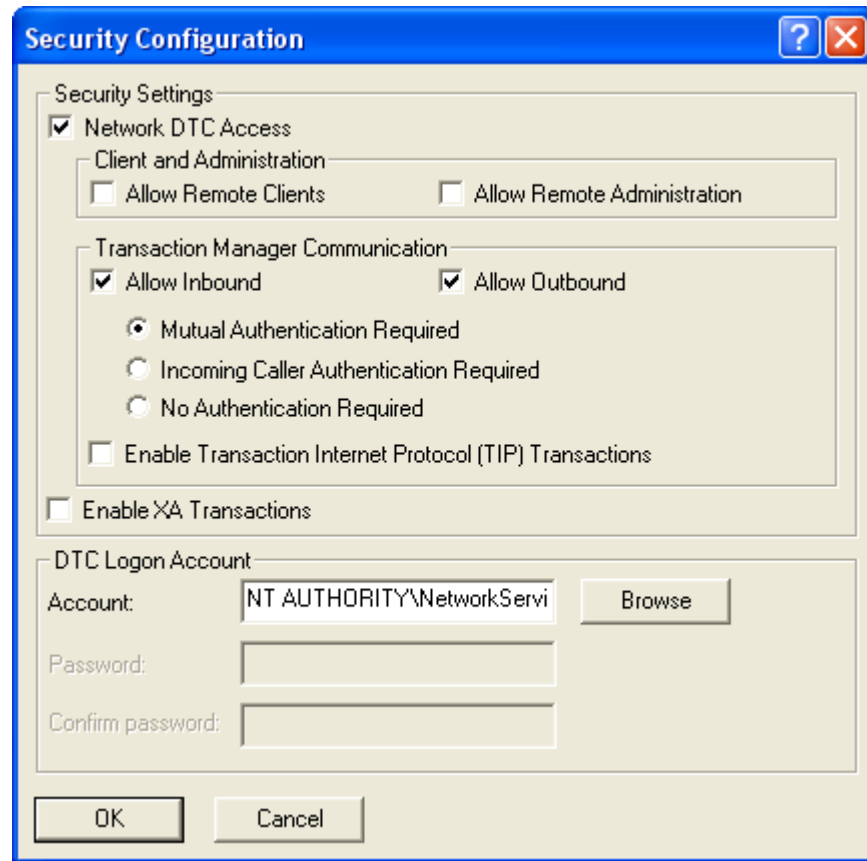 Security Configuration
Security Settings
Network DTC Access
Client and Administration
Allow Remote Clients Allow Remote Administration
Transaction Manager Communication
Allow Inbound Allow Outbound
Mutual Authentication Required
Incoming Caller Authentication Required
No Authentication Required
Enable Transaction Internet Protocol (TIP) Transactions
Enable XA Transactions
DTC Logon Account
Account: NT AUTHORITY\NetworkServi Browse
Password:
Confirm password:
OK Cancel